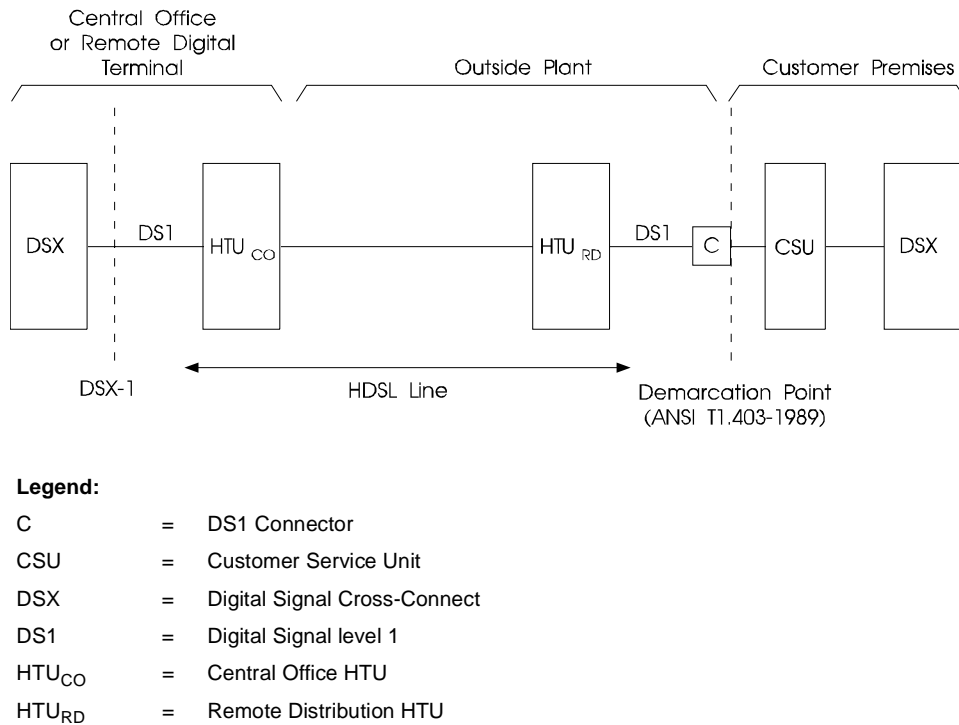 Central Office
or Remote Digital
Terminal
Outside Plant
Customer Premises
DSX
DS1
HTU CO
HTU RD
DS1
C
CSU
DSX
DSX-1
HDSL Line
Demarcation Point
(ANSI T1.403-1989)
Legend:
C = DS1 Connector
CSU = Customer Service Unit
DSX = Digital Signal Cross-Connect
DS1 = Digital Signal level 1
HTUCO = Central Office HTU
HTURD = Remote Distribution HTU